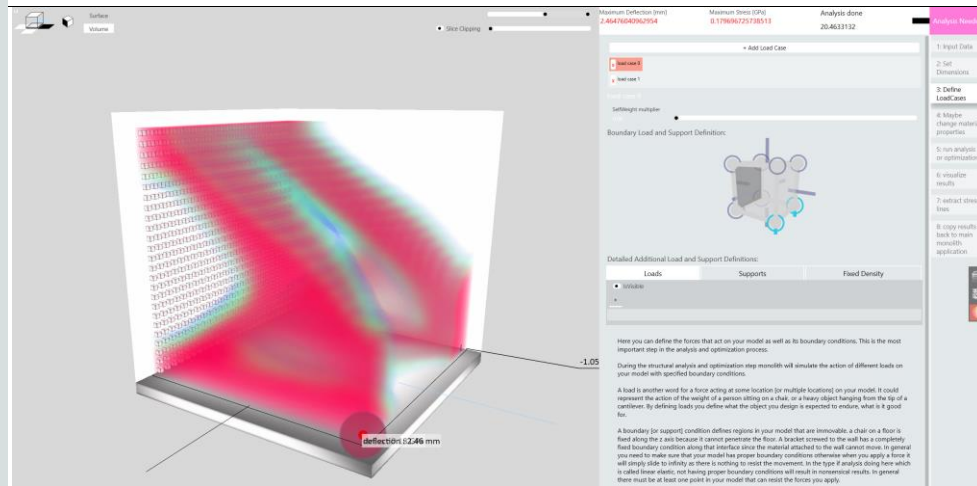 Surface
Volume
Slice Clipping
-1.05
deflection: 2.46 mm
Maximum Deflection [mm]
2.46476040962954
Maximum Stress [GPa]
0.179696725738513
Analysis done
20.4633132
+ Add Load Case
load case 0
load case 1
SelfWeight multiplier
Boundary Load and Support Definition:
Detailed Additional Load and Support Definitions:
Loads
Supports
Fixed Density
InVisible
+
Here you can define the forces that act on your model as well as its boundary conditions. This is the most
important step in the analysis and optimization process.
During the structural analysis and optimization step monolith will simulate the action of different loads on
your model with specified boundary conditions.
A load is another word for a force acting at some location (or multiple locations) on your model. It could
represent the action of the weight of a person sitting on a chair, or a heavy object hanging from the tip of a
cantilever. By defining loads you define what the object you design is expected to endure, what is it good
for.
A boundary [or support] condition defines regions in your model that are immovable. a chair on a floor is
fixed along the z axis because it cannot penetrate the floor. A bracket screwed to the wall has a completely
fixed boundary condition along that interface since the material attached to the wall cannot move. In general
you need to make sure that your model has proper boundary conditions otherwise when you apply a force it
will simply slide to infinity as there is nothing to resist the movement. In the type if analysis doing here which
is called linear elastic, not having proper boundary conditions will result in nonsensical results. In general
there must be at least one point in your model that can resist the forces you apply.
Analysis Needs
1: Input Data
2: Set
Dimensions
3: Define
LoadCases
4: Maybe
change materi
properties
5: run analysis
or optimization
6: visualize
results
7: extract stress
lines
8: copy results
back to main
monolith
application